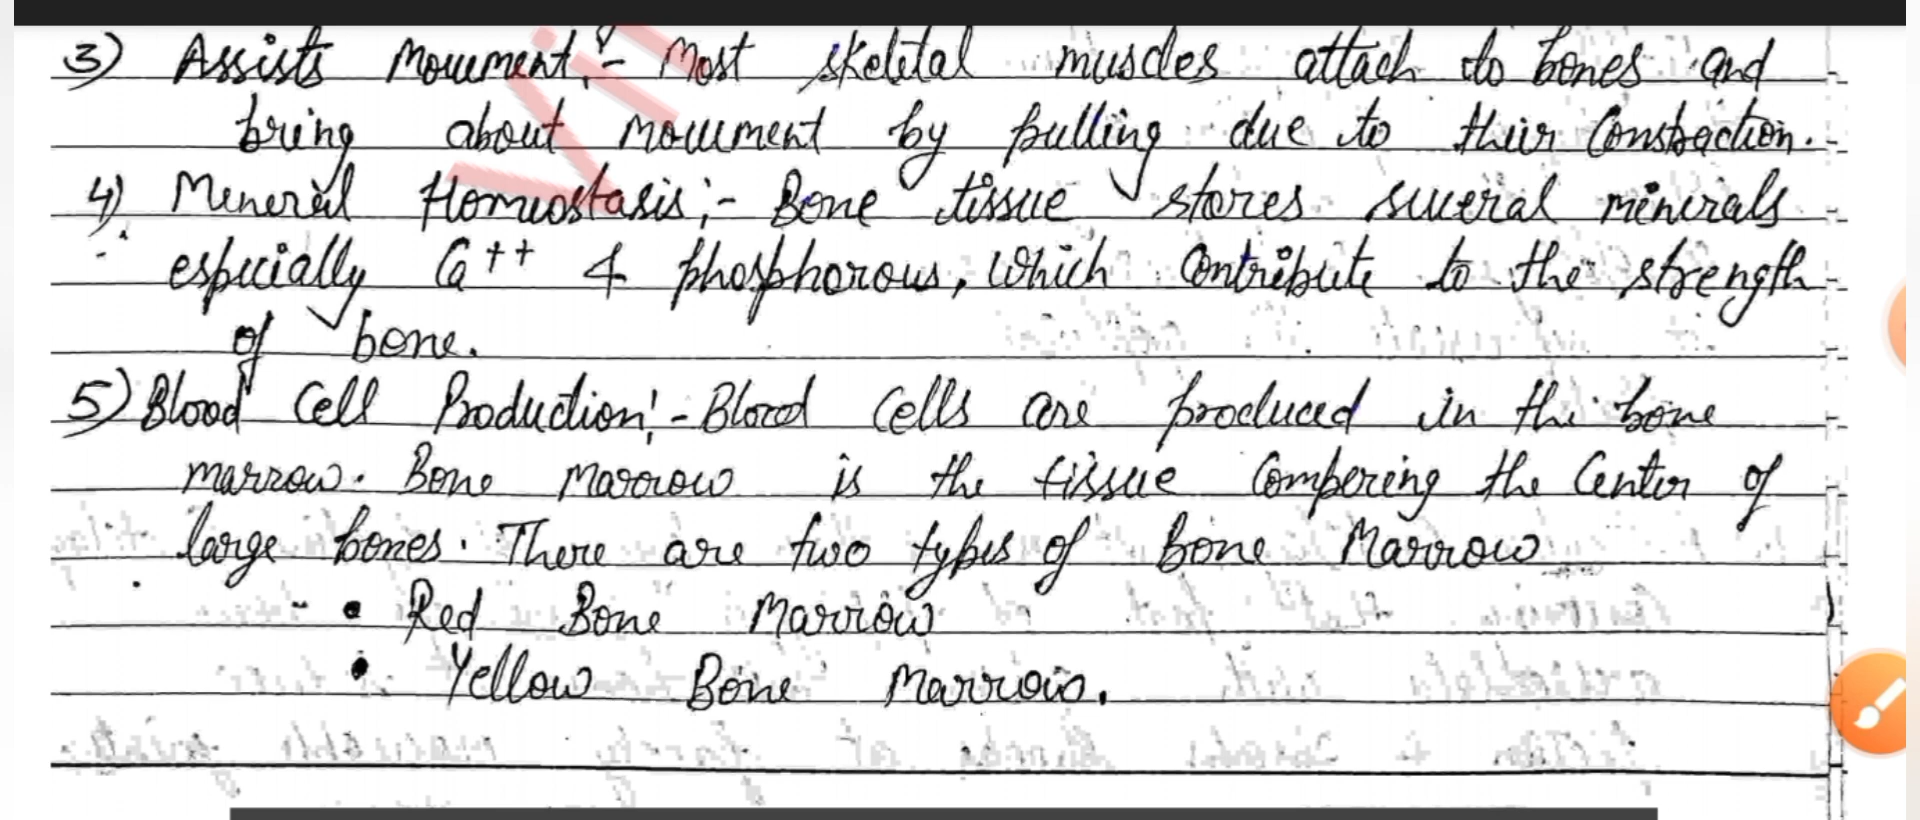 3) Assists Movement:- Most skeletal muscles attach to bones and
bring about movement by pulling due to their Constraction.
4) Mineral Homeostasis:- Bone tissue stores several minerals
especially Ca++ & phosphorous, which Contribute to the strength
of bone.
5) Blood Cell Production:- Blood Cells are produced in the bone
marrow. Bone Marrow is the tissue Compering the Center of
large bones. There are two types of Bone Marrow
• Red Bone Marrow
• Yellow Bone Marrow.